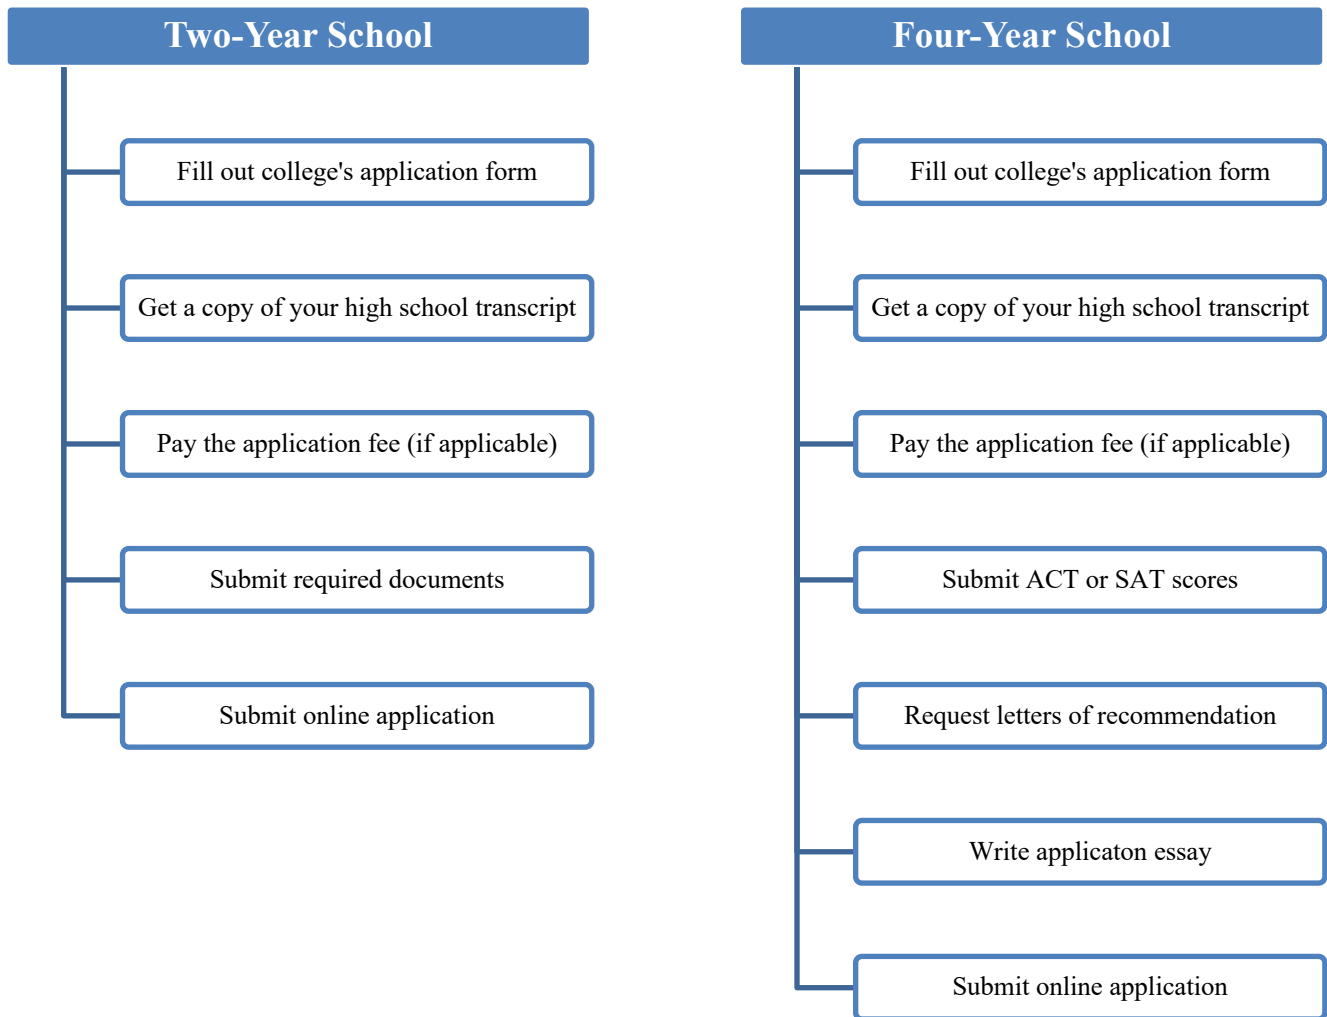 Two-Year School
Fill out college's application form
Get a copy of your high school transcript
Pay the application fee (if applicable)
Submit required documents
Submit online application
Four-Year School
Fill out college's application form
Get a copy of your high school transcript
Pay the application fee (if applicable)
Submit ACT or SAT scores
Request letters of recommendation
Write applicaton essay
Submit online application